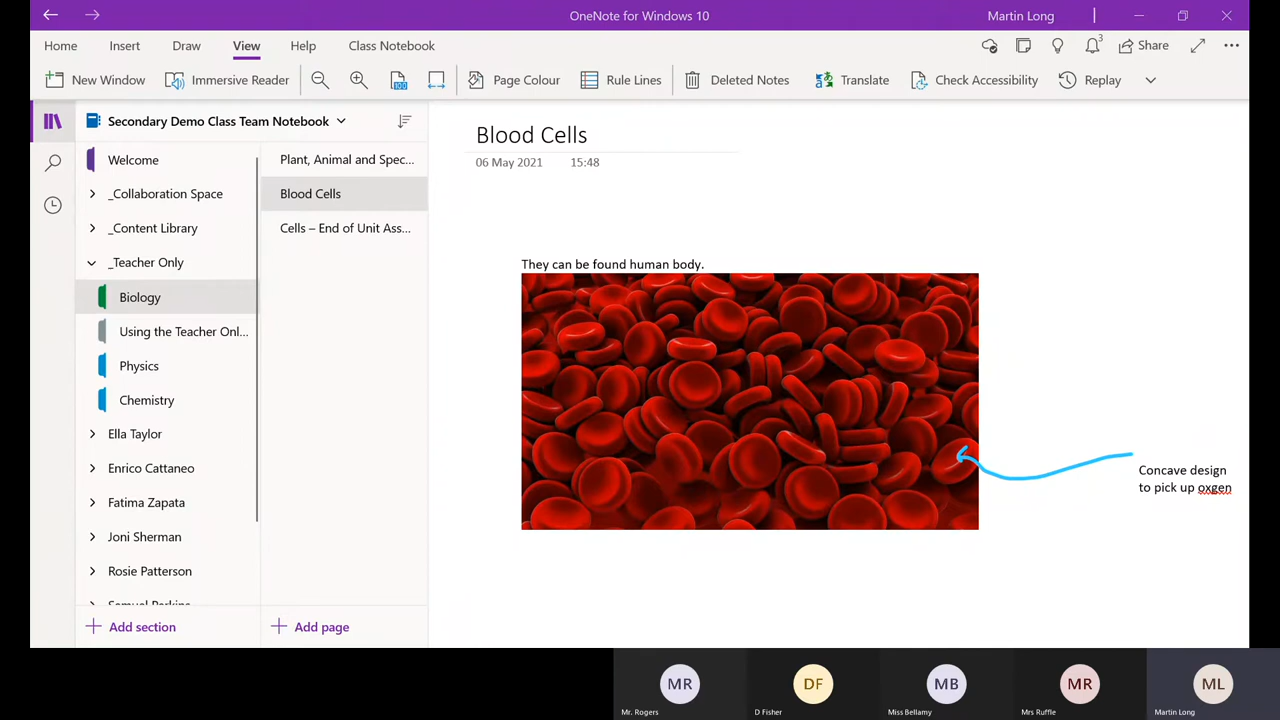 OneNote for Windows 10
Martin Long
Home Insert Draw View Help Class Notebook
3
Share
New Window Immersive Reader 100 Page Colour Rule Lines Deleted Notes Translate Check Accessibility Replay
Secondary Demo Class Team Notebook
Welcome
_Collaboration Space
_Content Library
_Teacher Only
Biology
Using the Teacher Onl...
Physics
Chemistry
Ella Taylor
Enrico Cattaneo
Fatima Zapata
Joni Sherman
Rosie Patterson
Samuel Perkins
Add section
Plant, Animal and Spec...
Blood Cells
Cells – End of Unit Ass...
Add page
Blood Cells
06 May 2021 15:48
They can be found human body.
Concave design
to pick up oxgen
MR DF MB MR ML
Mr. Rogers D Fisher Miss Bellamy Mrs Ruffle Martin Long